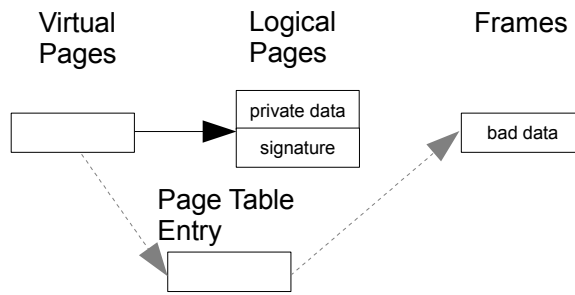 Virtual
Pages
Logical
Pages
Frames
private data
signature
bad data
Page Table
Entry